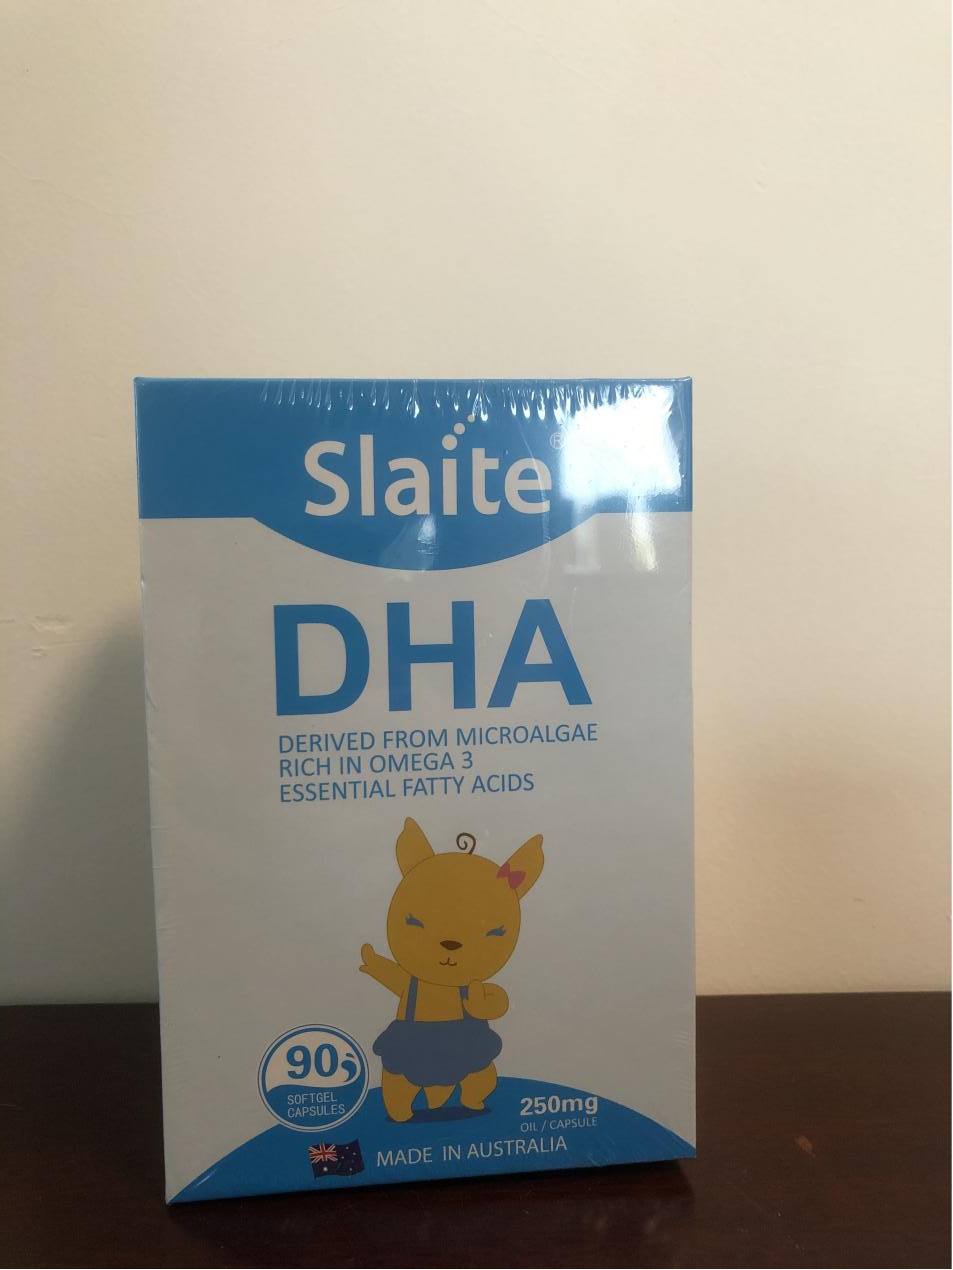 Slaite®
DHA
DERIVED FROM MICROALGAE
RICH IN OMEGA 3
ESSENTIAL FATTY ACIDS
90
SOFTGEL
CAPSULES
250mg
OIL / CAPSULE
MADE IN AUSTRALIA